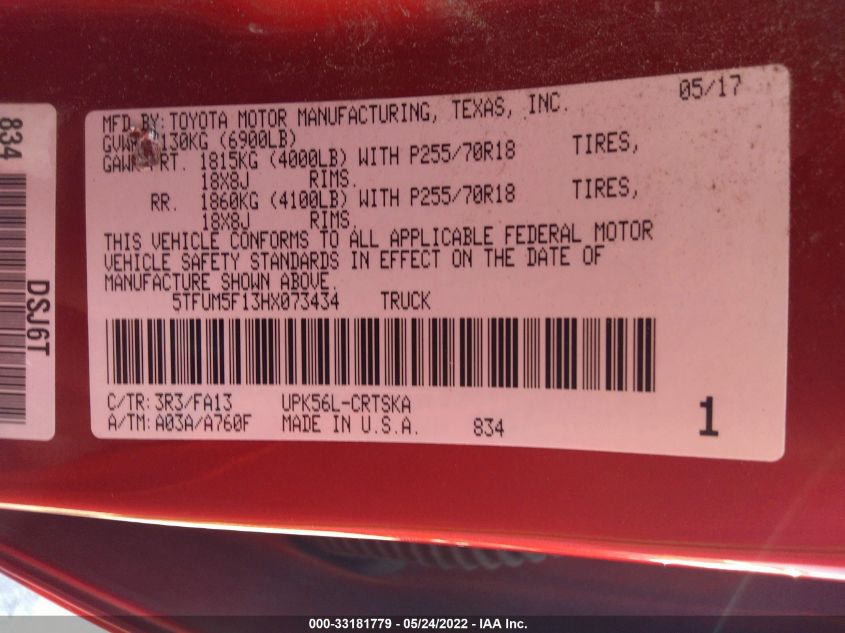 05/17
MFD BY: TOYOTA MOTOR MANUFACTURING, TEXAS, INC.
130KG (6900LB)
RT. 1815KG (4000LB) WITH P255/70R18 TIRES,
18X8J RIMS.
RR. 1860KG (4100LB) WITH P255/70R18 TIRES,
18X8J RIMS.
THIS VEHICLE CONFORMS TO ALL APPLICABLE FEDERAL MOTOR
VEHICLE SAFETY STANDARDS IN EFFECT ON THE DATE OF
MANUFACTURE SHOWN ABOVE.
5TFUM5F13HX073434 TRUCK
C/TR: 3R3/FA13 UPK56L-CRTSKA
A/TM: A03A/A760F MADE IN U.S.A. 834
1
834
DSJ6T
000-33181779 - 05/24/2022 - IAA Inc.